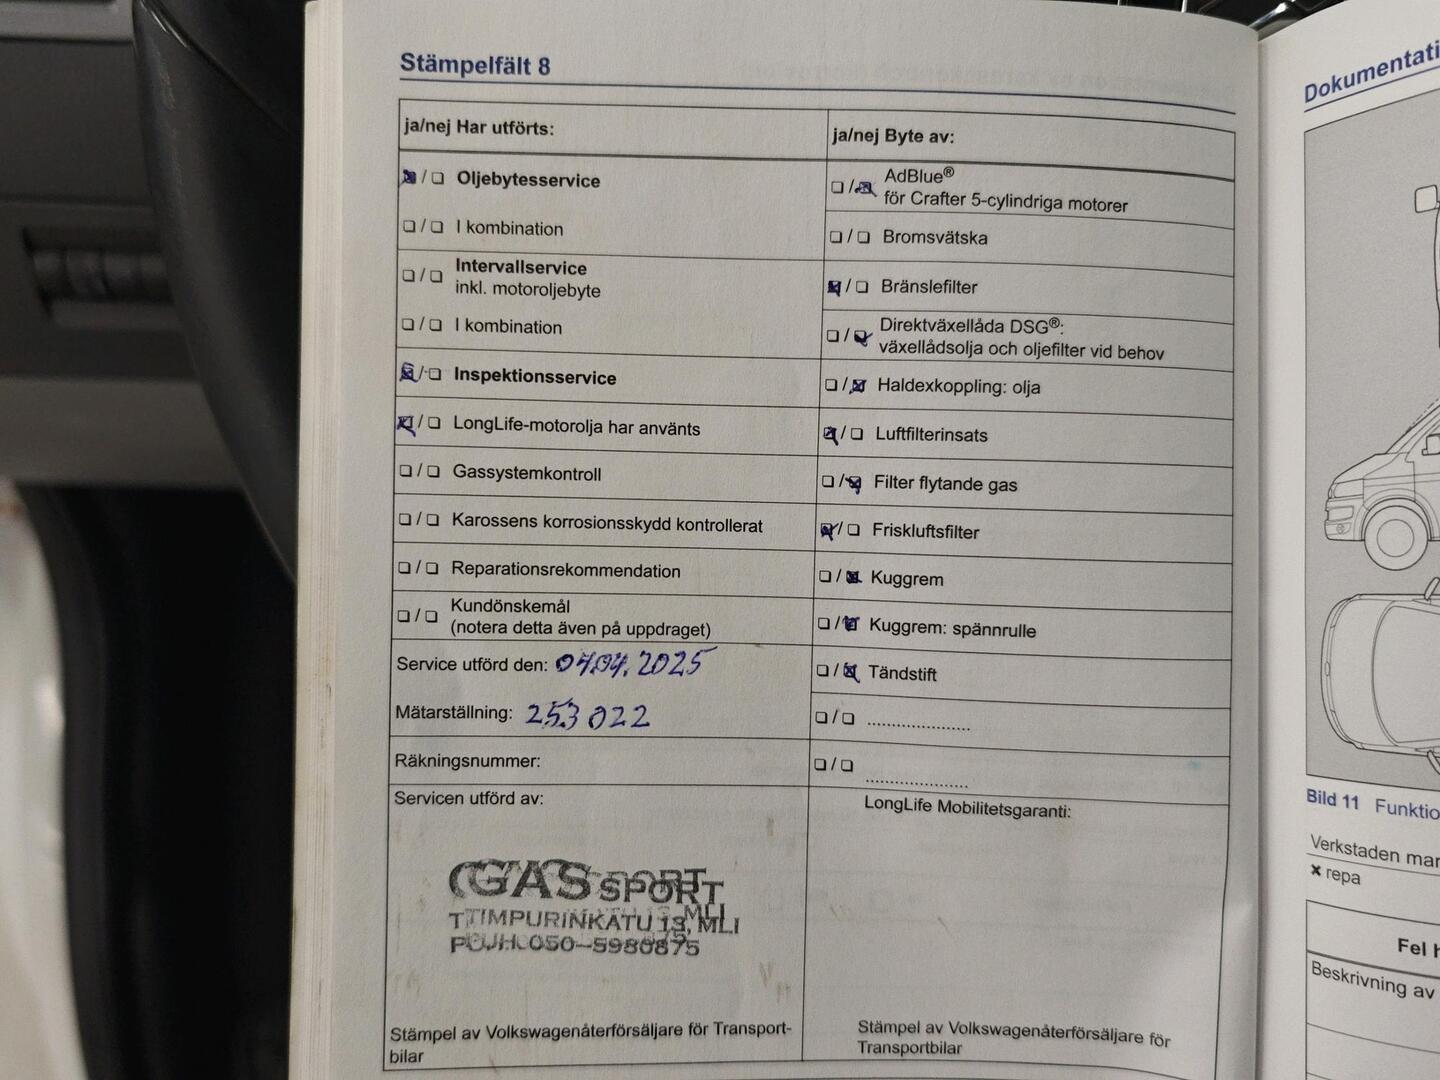 Stämpelfält 8
ja/nej Har utförts:
/ Oljebytesservice
/ I kombination
/ Intervallservice
inkl. motoroljebyte
/ I kombination
/ Inspektionsservice
/ LongLife-motorolja har använts
/ Gassystemkontroll
/ Karossens korrosionsskydd kontrollerat
/ Reparationsrekommendation
/ Kundönskemål
(notera detta även på uppdraget)
Service utförd den: 04.04.2025
Mätarställning: 253 022
Räkningsnummer:
Servicen utförd av:
GAS SPORT
TIMPURINKATU 13, MLI
PUH. 050-5980875
Stämpel av Volkswagenåterförsäljare för Transport-
bilar
ja/nej Byte av:
/ AdBlue®
för Crafter 5-cylindriga motorer
/ Bromsvätska
/ Bränslefilter
/ Direktväxellåda DSG®:
växellådsolja och oljefilter vid behov
/ Haldexkoppling: olja
/ Luftfilterinsats
/ Filter flytande gas
/ Friskluftsfilter
/ Kuggrem
/ Kuggrem: spännrulle
/ Tändstift
/ ....................
/ ....................
LongLife Mobilitetsgaranti:
Stämpel av Volkswagenåterförsäljare för
Transportbilar
Dokumentati
Bild 11 Funktio
Verkstaden mar
× repa
Fel h
Beskrivning av